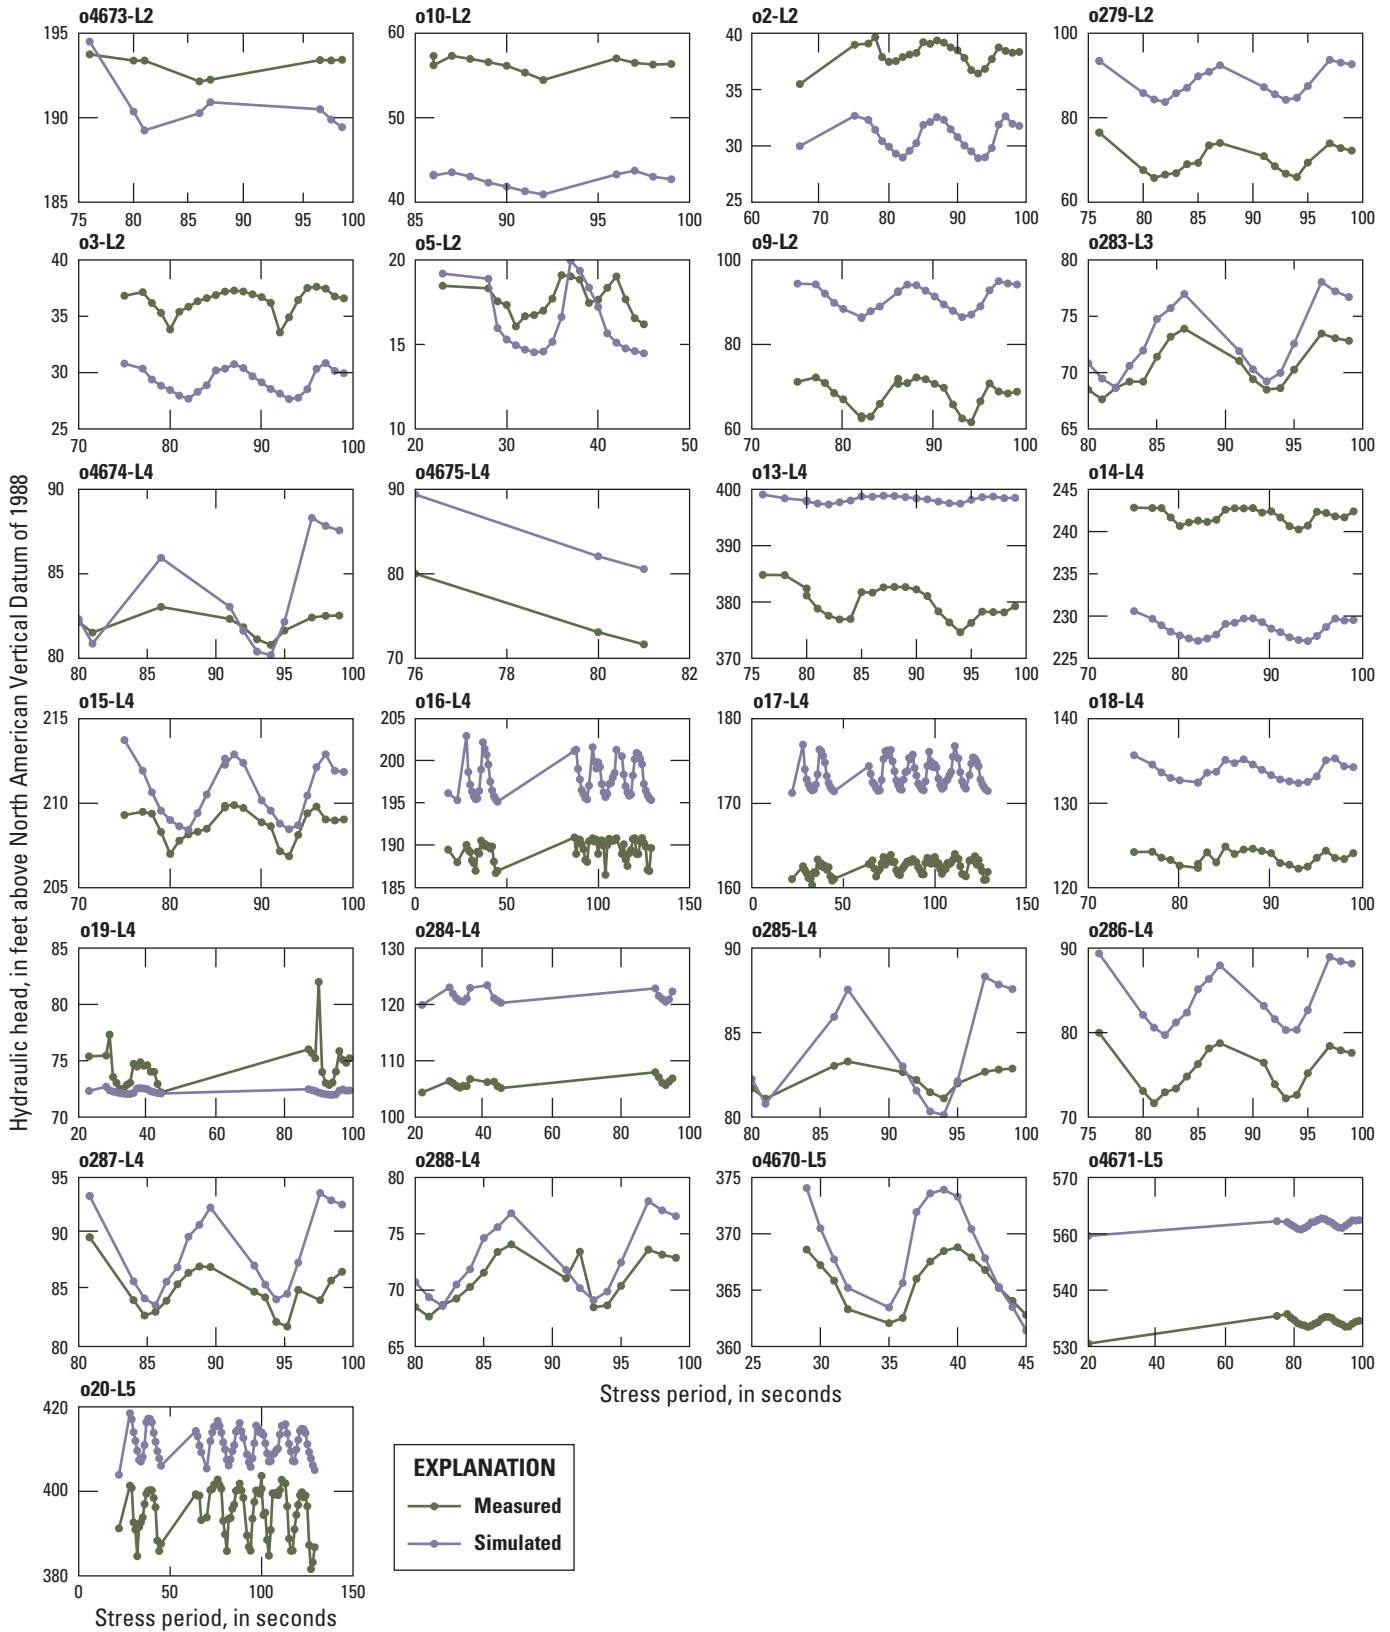 o4673-L2 o10-L2 o2-L2 o279-L2
195 60 40 100
35
190 50 80
30
185 40 25 60
75 80 85 90 95 100 85 90 95 100 60 70 80 90 100 75 80 85 90 95 100
o3-L2 o5-L2 o9-L2 o283-L3
40 20 100 80
35 75
15 80
30 70
25 10 60 65
70 80 90 100 20 30 40 50 70 80 90 100 80 85 90 95 100
o4674-L4 o4675-L4 o13-L4 o14-L4
90 90 400 245
240
390
85 80 235
380
230
80 70 370 225
80 85 90 95 100 76 78 80 82 75 80 85 90 95 100 70 80 90 100
Hydraulic head, in feet above North American Vertical Datum of 1988
o15-L4 o16-L4 o17-L4 o18-L4
215 205 180 140
200
210 195 170 130
190
205 185 160 120
70 80 90 100 0 50 100 150 0 50 100 150 70 80 90 100
o19-L4 o284-L4 o285-L4 o286-L4
85 130 90 90
80 120
85 80
75 110
70 100 80 70
20 40 60 80 100 20 40 60 80 100 80 85 90 95 100 75 80 85 90 95 100
o287-L4 o288-L4 o4670-L5 o4671-L5
95 80 375 570
90 75 370 560
85 70 365 540
80 65 360 530
80 85 90 95 100 80 85 90 95 100 25 30 35 40 45 20 40 60 80 100
o20-L5
Stress period, in seconds
420
400
380
0 50 100 150
Stress period, in seconds
EXPLANATION
Measured
Simulated